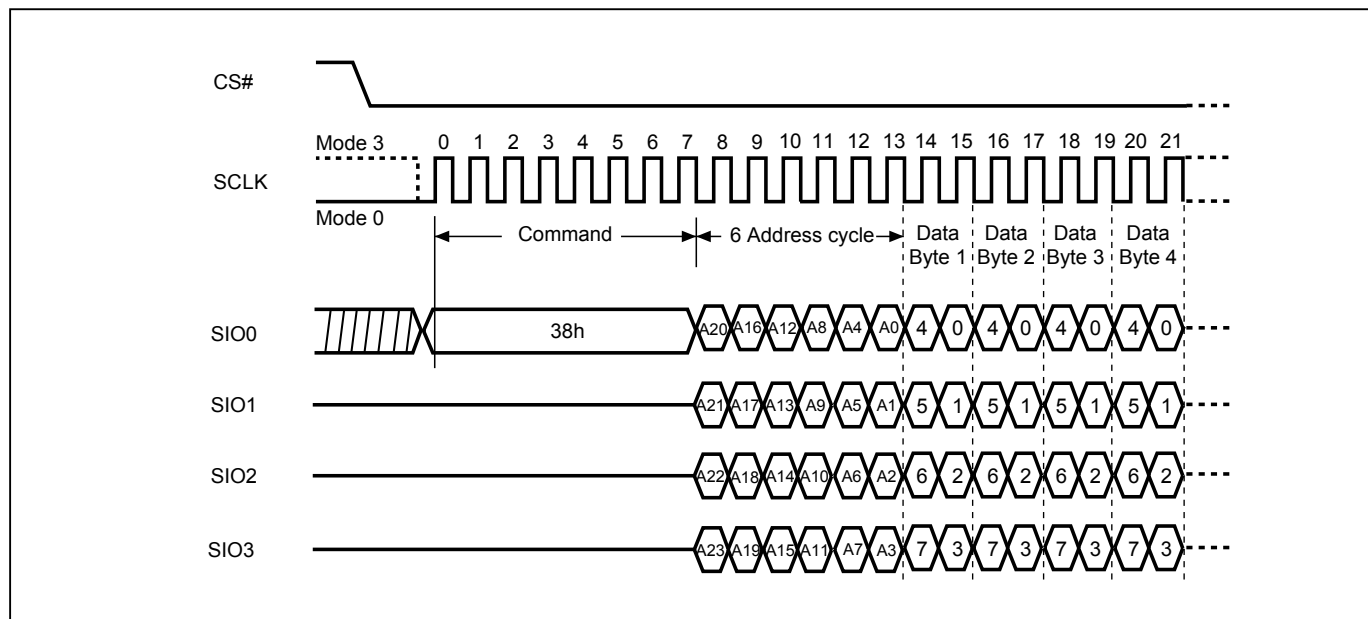 CS#
Mode 3
0 1 2 3 4 5 6 7 8 9 10 11 12 13 14 15 16 17 18 19 20 21
SCLK
Mode 0
Command
6 Address cycle
Data Byte 1
Data Byte 2
Data Byte 3
Data Byte 4
SIO0 38h A20 A16 A12 A8 A4 A0 4 0 4 0 4 0 4 0
SIO1 A21 A17 A13 A9 A5 A1 5 1 5 1 5 1 5 1
SIO2 A22 A18 A14 A10 A6 A2 6 2 6 2 6 2 6 2
SIO3 A23 A19 A15 A11 A7 A3 7 3 7 3 7 3 7 3